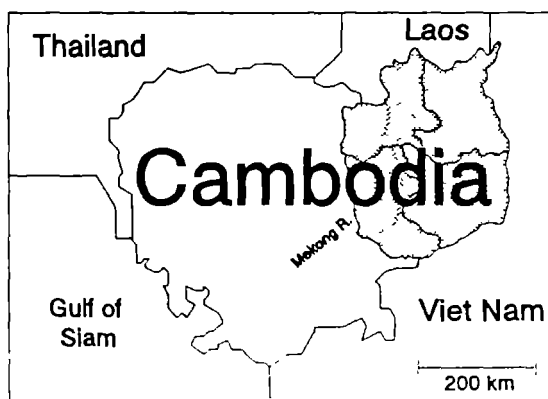 Thailand
Laos
Cambodia
Mekong R.
Gulf of
Siam
Viet Nam
200 km